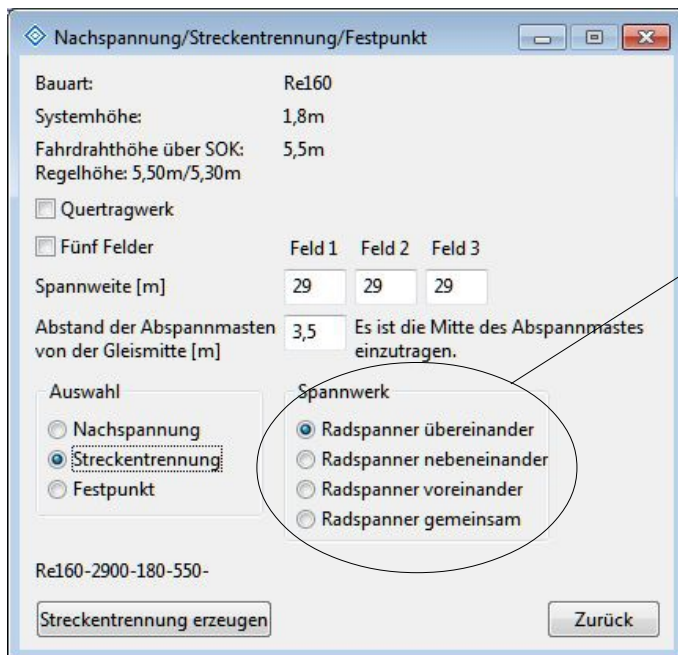 Nachspannung/Streckentrennung/Festpunkt
Bauart: Re160
Systemhöhe: 1,8m
Fahrdrahthöhe über SOK: 5,5m
Regelhöhe: 5,50m/5,30m
Quertragwerk
Fünf Felder Feld 1 Feld 2 Feld 3
Spannweite [m] 29 29 29
Abstand der Abspannmasten 3,5 Es ist die Mitte des Abspannmastes
von der Gleismitte [m] einzutragen.
Auswahl
Nachspannung
Streckentrennung
Festpunkt
Spannwerk
Radspanner übereinander
Radspanner nebeneinander
Radspanner voreinander
Radspanner gemeinsam
Re160-2900-180-550-
Streckentrennung erzeugen Zurück